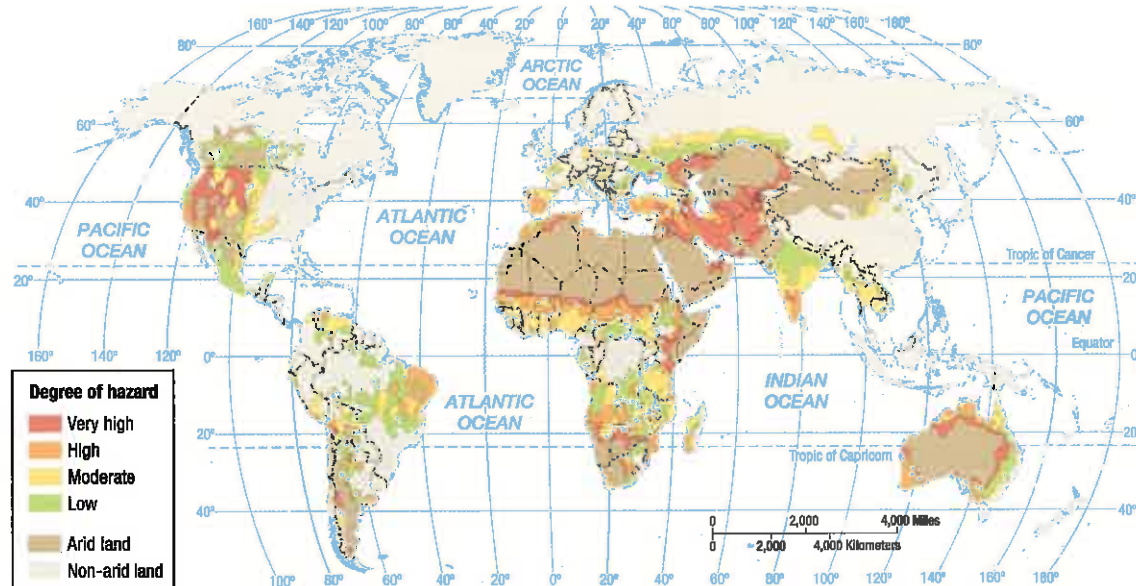 160° 140° 120° 100° 80° 60° 40° 20° 0° 20° 40° 60° 80° 100° 120° 140° 160°
80° 80°
ARCTIC
OCEAN
60° 60°
40° 40°
PACIFIC
OCEAN
ATLANTIC
OCEAN
Tropic of Cancer
20° 20°
PACIFIC
OCEAN
160° 140° 120° 0° 80° 100° 120° 140° 160°
Equator
0°
INDIAN
OCEAN
ATLANTIC
OCEAN
20° 20°
Tropic of Capricorn
40° 40°
Degree of hazard
Very high
High
Moderate
Low
Arid land
Non-arid land
0 2,000 4,000 Miles
0 2,000 4,000 Kilometers
100° 80° 60° 40° 20° 0° 20° 40° 60° 80° 100° 120° 140°